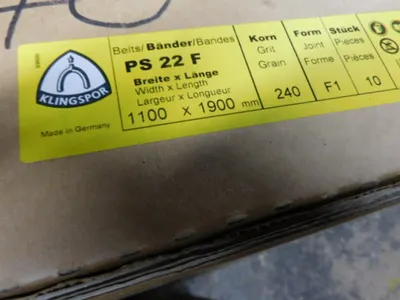 KLINGSPOR
Made in Germany
Belts/Bänder/Bandes
PS 22 F
Breite x Länge
Width x Length
Largeur x Longueur
1100 x 1900 mm
Korn
Grit
Grain
240
Form
Joint
Forme
F1
Stück
Pieces
Pièces
10